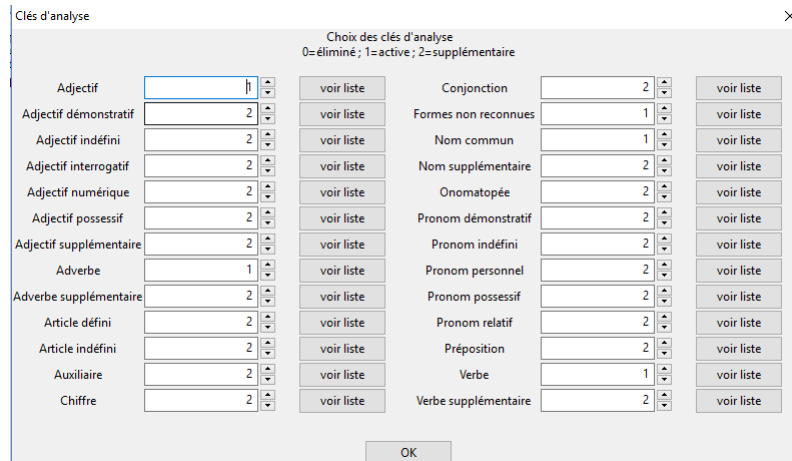 Clés d'analyse
Choix des clés d'analyse
0=éliminé ; 1=active ; 2=supplémentaire
Adjectif 1 voir liste Conjonction 2 voir liste
Adjectif démonstratif 2 voir liste Formes non reconnues 1 voir liste
Adjectif indéfini 2 voir liste Nom commun 1 voir liste
Adjectif interrogatif 2 voir liste Nom supplémentaire 2 voir liste
Adjectif numérique 2 voir liste Onomatopée 2 voir liste
Adjectif possessif 2 voir liste Pronom démonstratif 2 voir liste
Adjectif supplémentaire 2 voir liste Pronom indéfini 2 voir liste
Adverbe 1 voir liste Pronom personnel 2 voir liste
Adverbe supplémentaire 2 voir liste Pronom possessif 2 voir liste
Article défini 2 voir liste Pronom relatif 2 voir liste
Article indéfini 2 voir liste Préposition 2 voir liste
Auxiliaire 2 voir liste Verbe 1 voir liste
Chiffre 2 voir liste Verbe supplémentaire 2 voir liste
OK